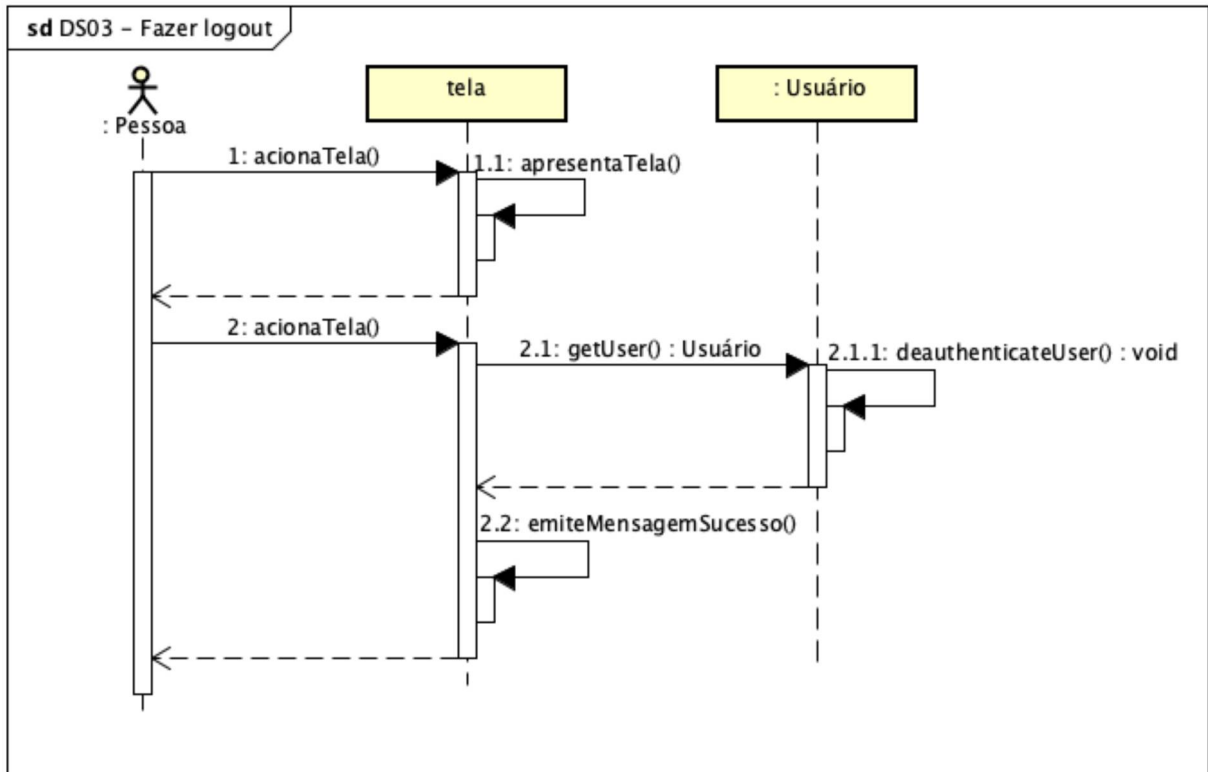 sd DS03 – Fazer logout
: Pessoa
tela
: Usuário
1: acionaTela()
1.1: apresentaTela()
2: acionaTela()
2.1: getUser() : Usuário
2.1.1: deauthenticateUser() : void
2.2: emiteMensagemSucesso()